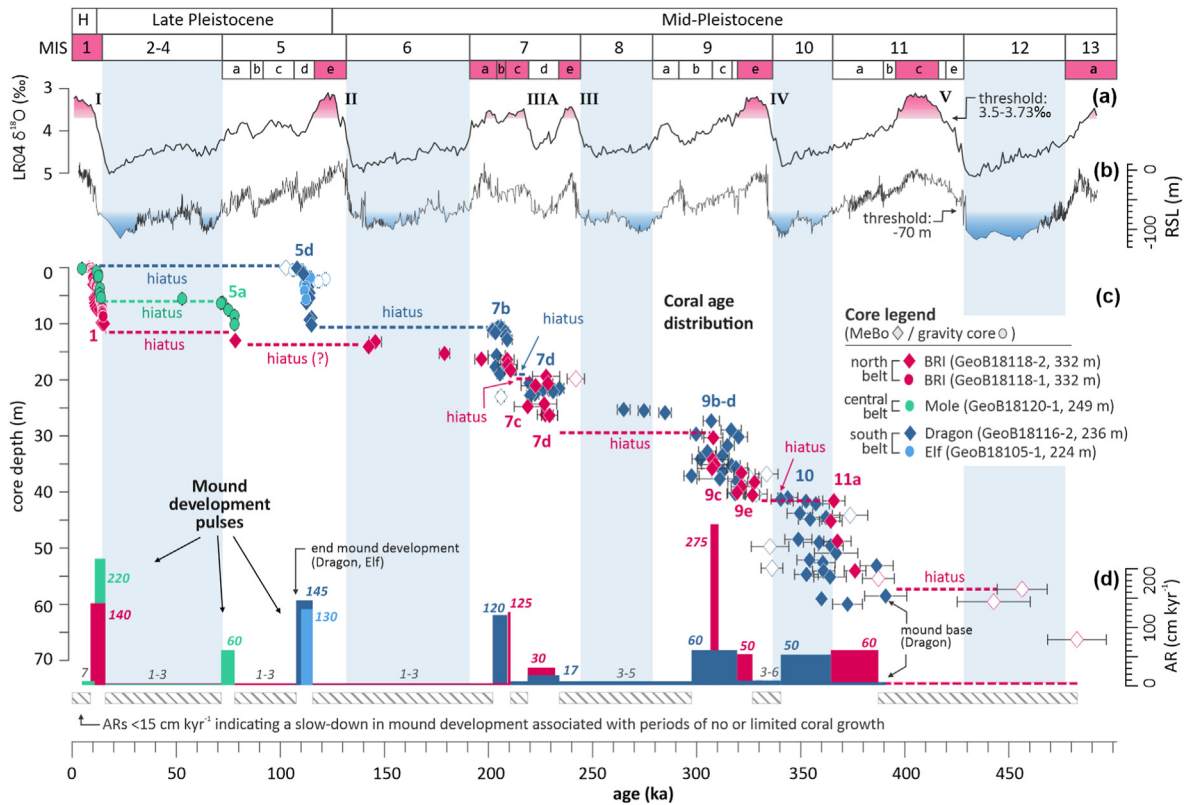 H Late Pleistocene Mid-Pleistocene
MIS 1 2-4 5 6 7 8 9 10 11 12 13
a b c d e a b c d e a b c d e a b c e a
3
4
5
LR04 δ¹⁸O (‰)
I II IIIA III IV V
threshold:
3.5-3.73‰
(a)
(b)
0
-100
RSL (m)
threshold:
-70 m
0
10
20
30
40
50
60
70
core depth (m)
hiatus
5d
hiatus
5a
1
hiatus
hiatus (?)
hiatus
7b
hiatus
7d
hiatus
7c
7d
hiatus
Coral age
distribution
9b-d
9c
9e
hiatus
10
11a
hiatus
(c)
Core legend
(MeBo / gravity core )
north
belt
BRI (GeoB18118-2, 332 m)
BRI (GeoB18118-1, 332 m)
central
belt
Mole (GeoB18120-1, 249 m)
south
belt
Dragon (GeoB18116-2, 236 m)
Elf (GeoB18105-1, 224 m)
Mound
development
pulses
end mound development
(Dragon, Elf)
mound base
(Dragon)
(d)
200
100
0
AR (cm kyr⁻¹)
7 220 140 1-3 60 1-3 145 130 1-3 120 125 30 17 3-5 60 275 50 3-6 50 60
ARs <15 cm kyr⁻¹ indicating a slow-down in mound development associated with periods of no or limited coral growth
0 50 100 150 200 250 300 350 400 450
age (ka)